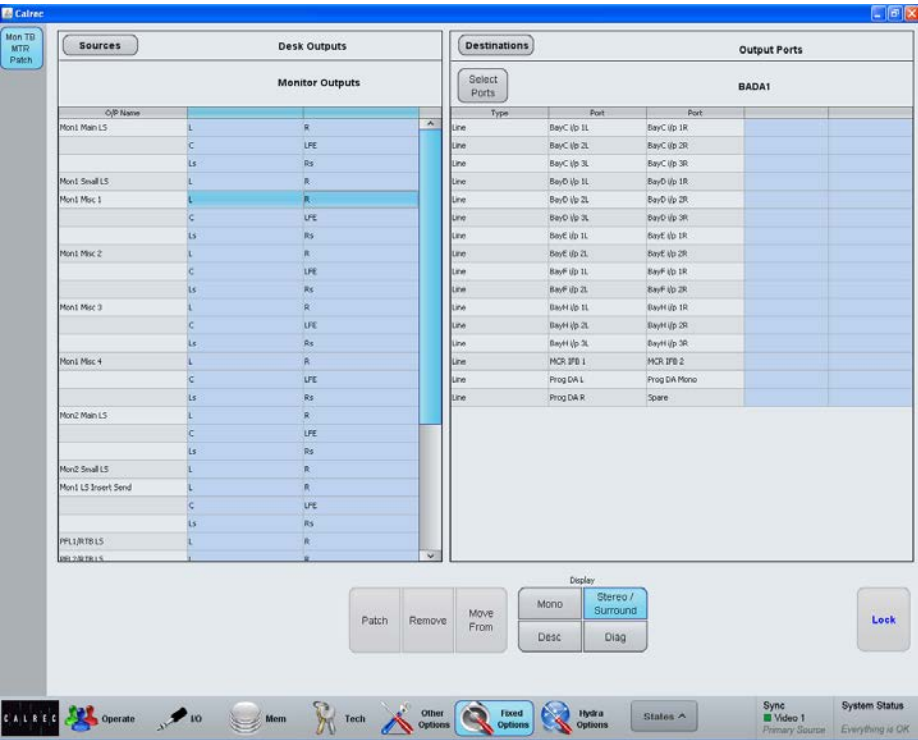 Calrec
Mon TB
MTR
Patch
Sources
Desk Outputs
Monitor Outputs
O/P Name
Mon1 Main LS L R
C LFE
Ls Rs
Mon1 Small LS L R
Mon1 Misc 1 L R
C LFE
Ls Rs
Mon1 Misc 2 L R
C LFE
Ls Rs
Mon1 Misc 3 L R
C LFE
Ls Rs
Mon1 Misc 4 L R
C LFE
Ls Rs
Mon2 Main LS L R
C LFE
Ls Rs
Mon2 Small LS L R
Mon1 LS Insert Send L R
C LFE
Ls Rs
PFL1/RTB LS L R
PFL2/RTB LS L R
Destinations
Output Ports
Select
Ports
BADA1
Type Port Port
Line BayC i/p 1L BayC i/p 1R
Line BayC i/p 2L BayC i/p 2R
Line BayC i/p 3L BayC i/p 3R
Line BayD i/p 1L BayD i/p 1R
Line BayD i/p 2L BayD i/p 2R
Line BayD i/p 3L BayD i/p 3R
Line BayE i/p 1L BayE i/p 1R
Line BayE i/p 2L BayE i/p 2R
Line BayF i/p 1L BayF i/p 1R
Line BayF i/p 2L BayF i/p 2R
Line BayH i/p 1L BayH i/p 1R
Line BayH i/p 2L BayH i/p 2R
Line BayH i/p 3L BayH i/p 3R
Line MCR IFB 1 MCR IFB 2
Line Prog DA L Prog DA Mono
Line Prog DA R Spare
Patch
Remove
Move
From
Display
Mono
Stereo /
Surround
Desc
Diag
Lock
CALREC
Operate
I/O
Mem
Tech
Other
Options
Fixed
Options
Hydra
Options
States ^
Sync
Video 1
Primary Source
System Status
Everything is OK